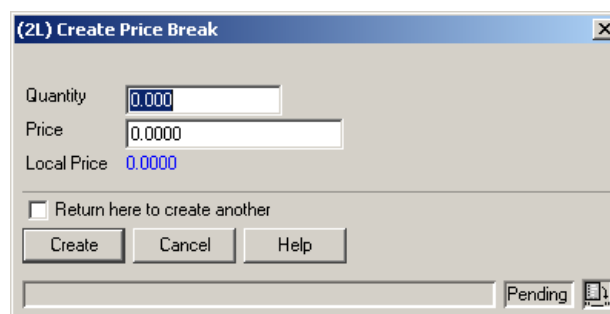 (2L) Create Price Break
Quantity 0.000
Price 0.0000
Local Price 0.0000
Return here to create another
Create Cancel Help
Pending